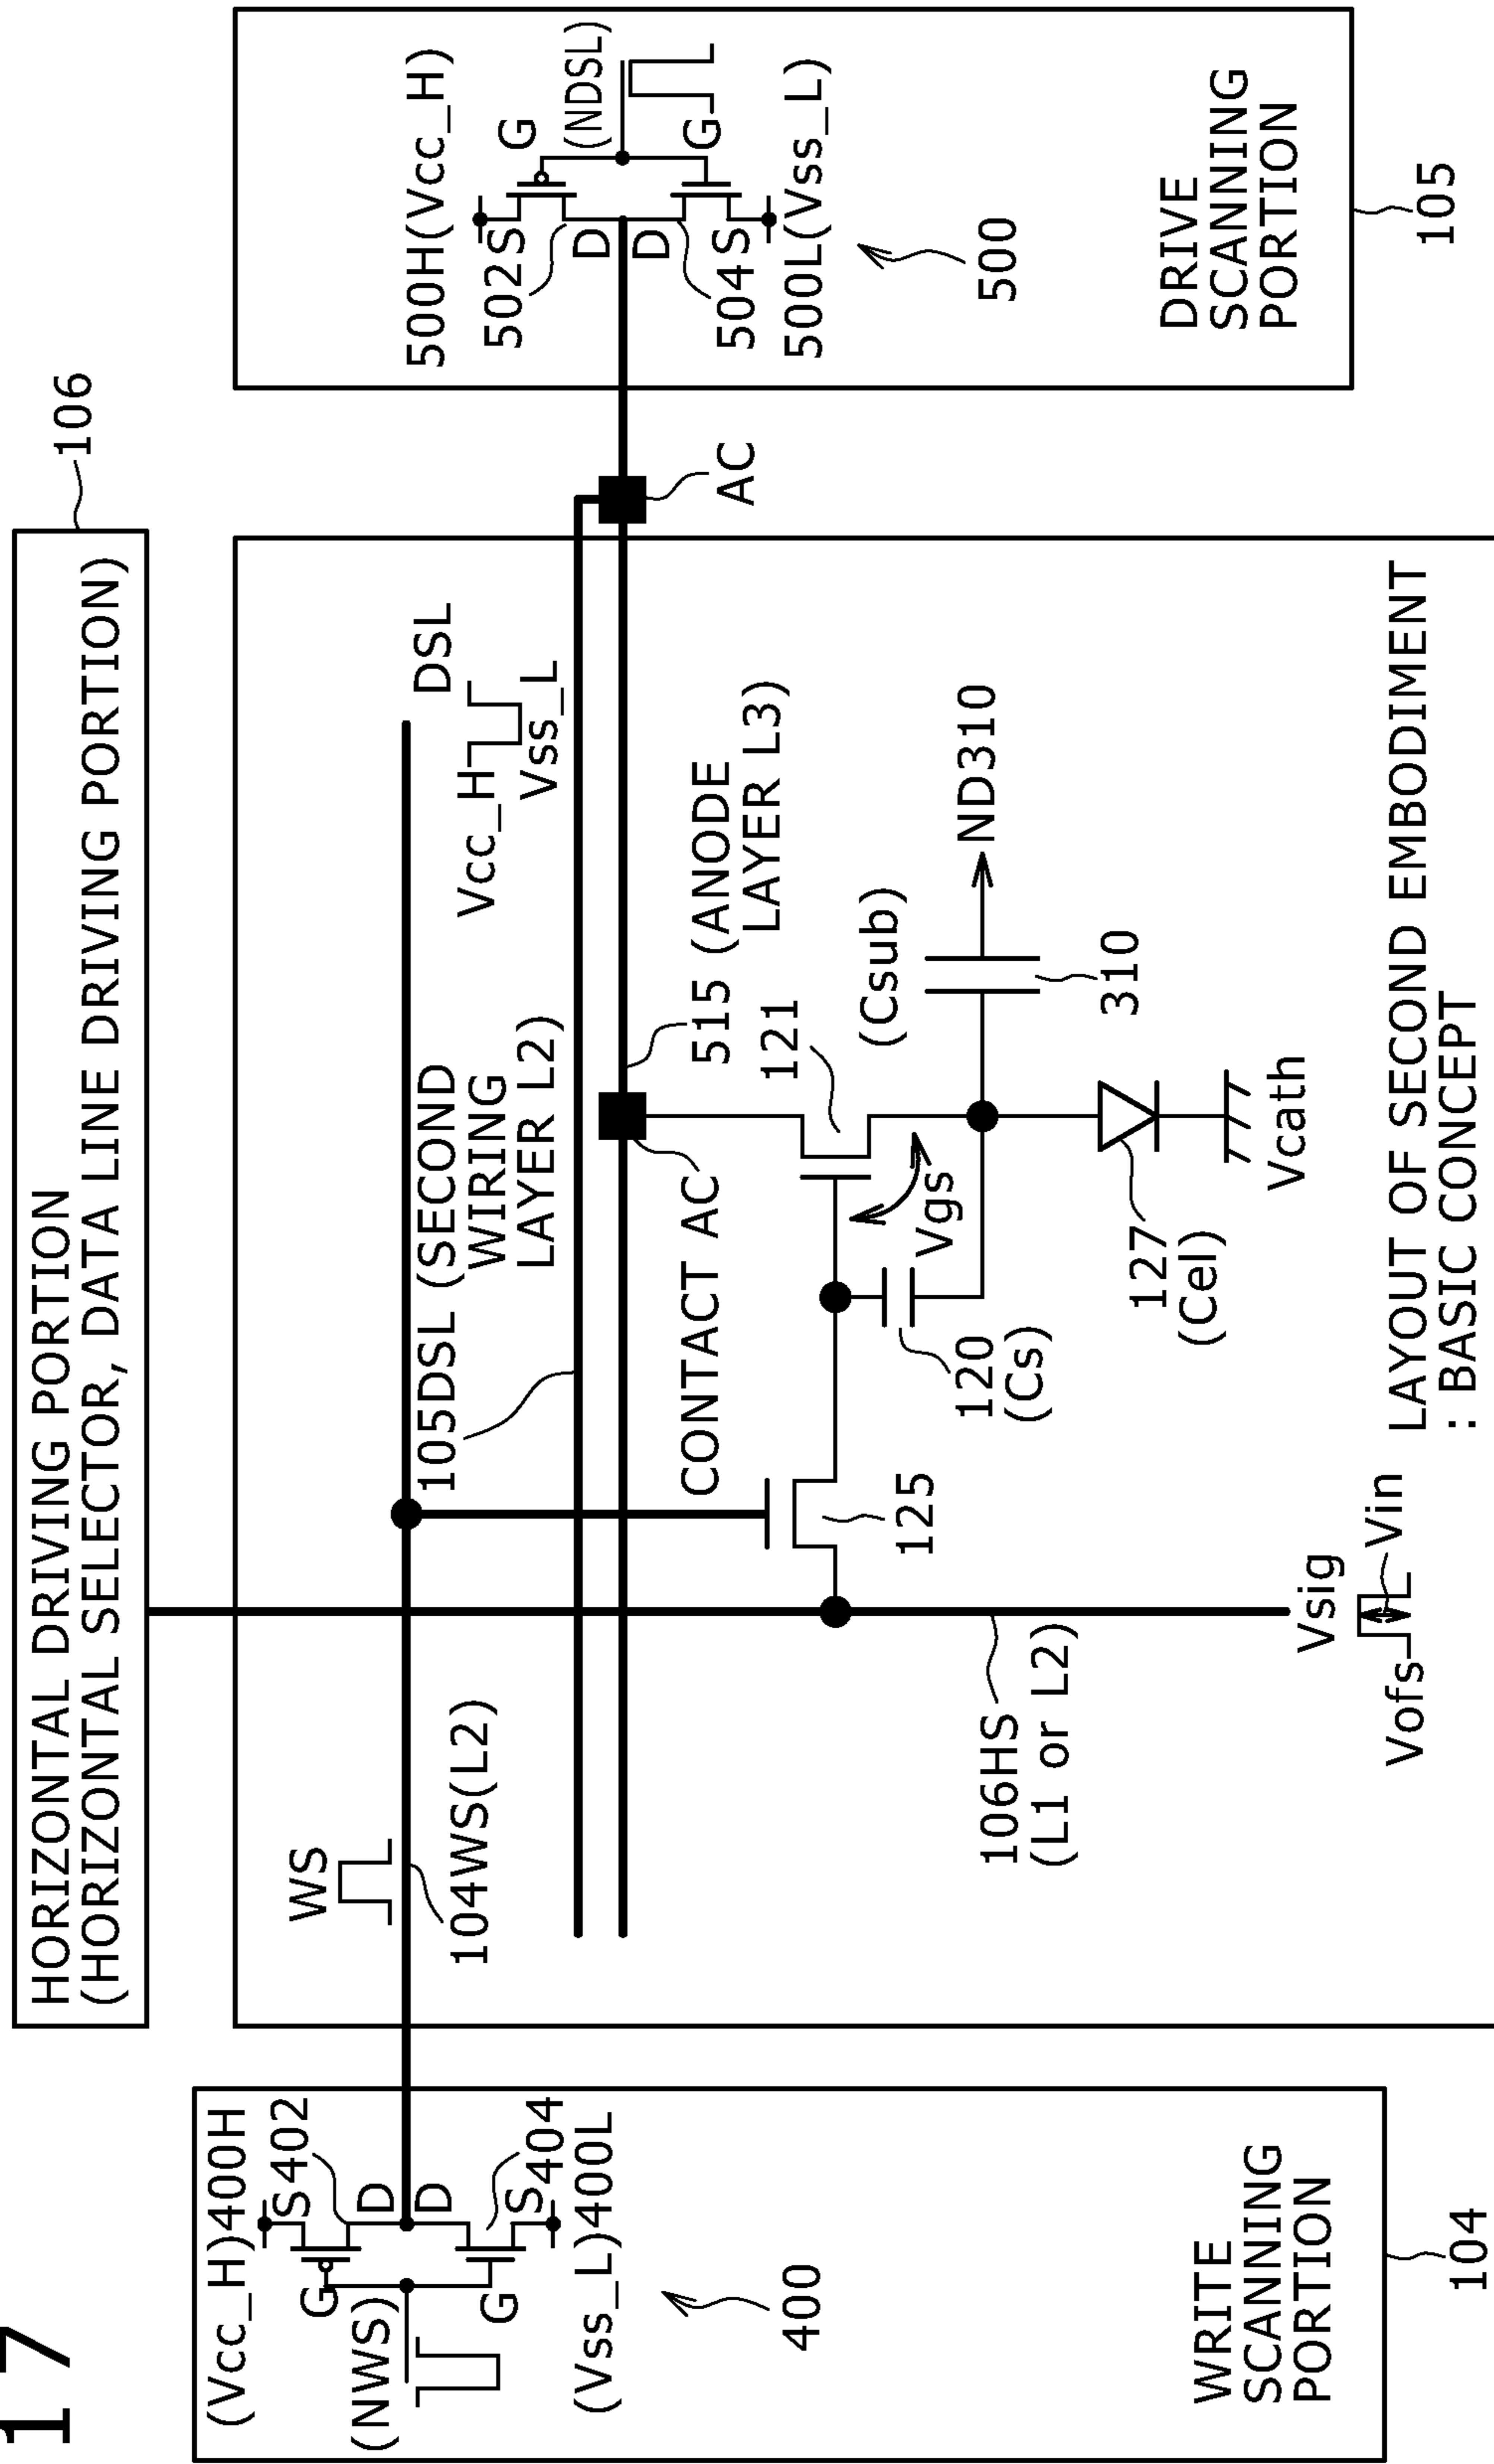 17
HORIZONTAL DRIVING PORTION
(HORIZONTAL SELECTOR, DATA LINE DRIVING PORTION)
106
(Vcc_H)400H
S402
G
D
(NWS)
D
G
S404
(Vss_L)400L
400
WRITE
SCANNING
PORTION
104
WS
104WS(L2)
DSL
Vcc_H
Vss_L
105DSL (SECOND
WIRING
LAYER L2)
515 (ANODE
LAYER L3)
CONTACT AC
AC
121
125
Vgs
120
(Cs)
(Csub)
310
ND310
127
(Cel)
Vcath
106HS
(L1 or L2)
Vsig
Vofs
Vin
LAYOUT OF SECOND EMBODIMENT
: BASIC CONCEPT
500H(Vcc_H)
502S
G
D
(NDSL)
D
G
504S
500L(Vss_L)
500
DRIVE
SCANNING
PORTION
105